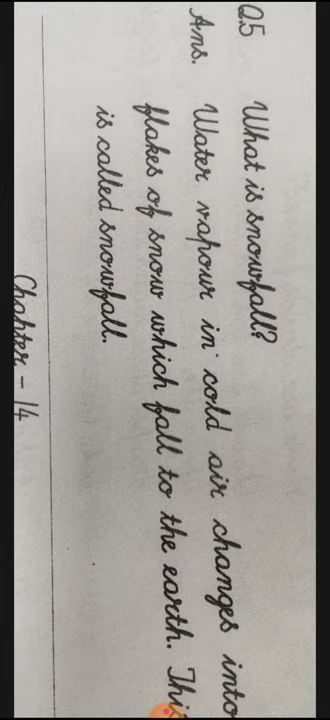 Q.5 What is snowfall?
Ans. Water vapour in cold air changes into
flakes of snow which fall to the earth. This
is called snowfall.
Chapter - 14